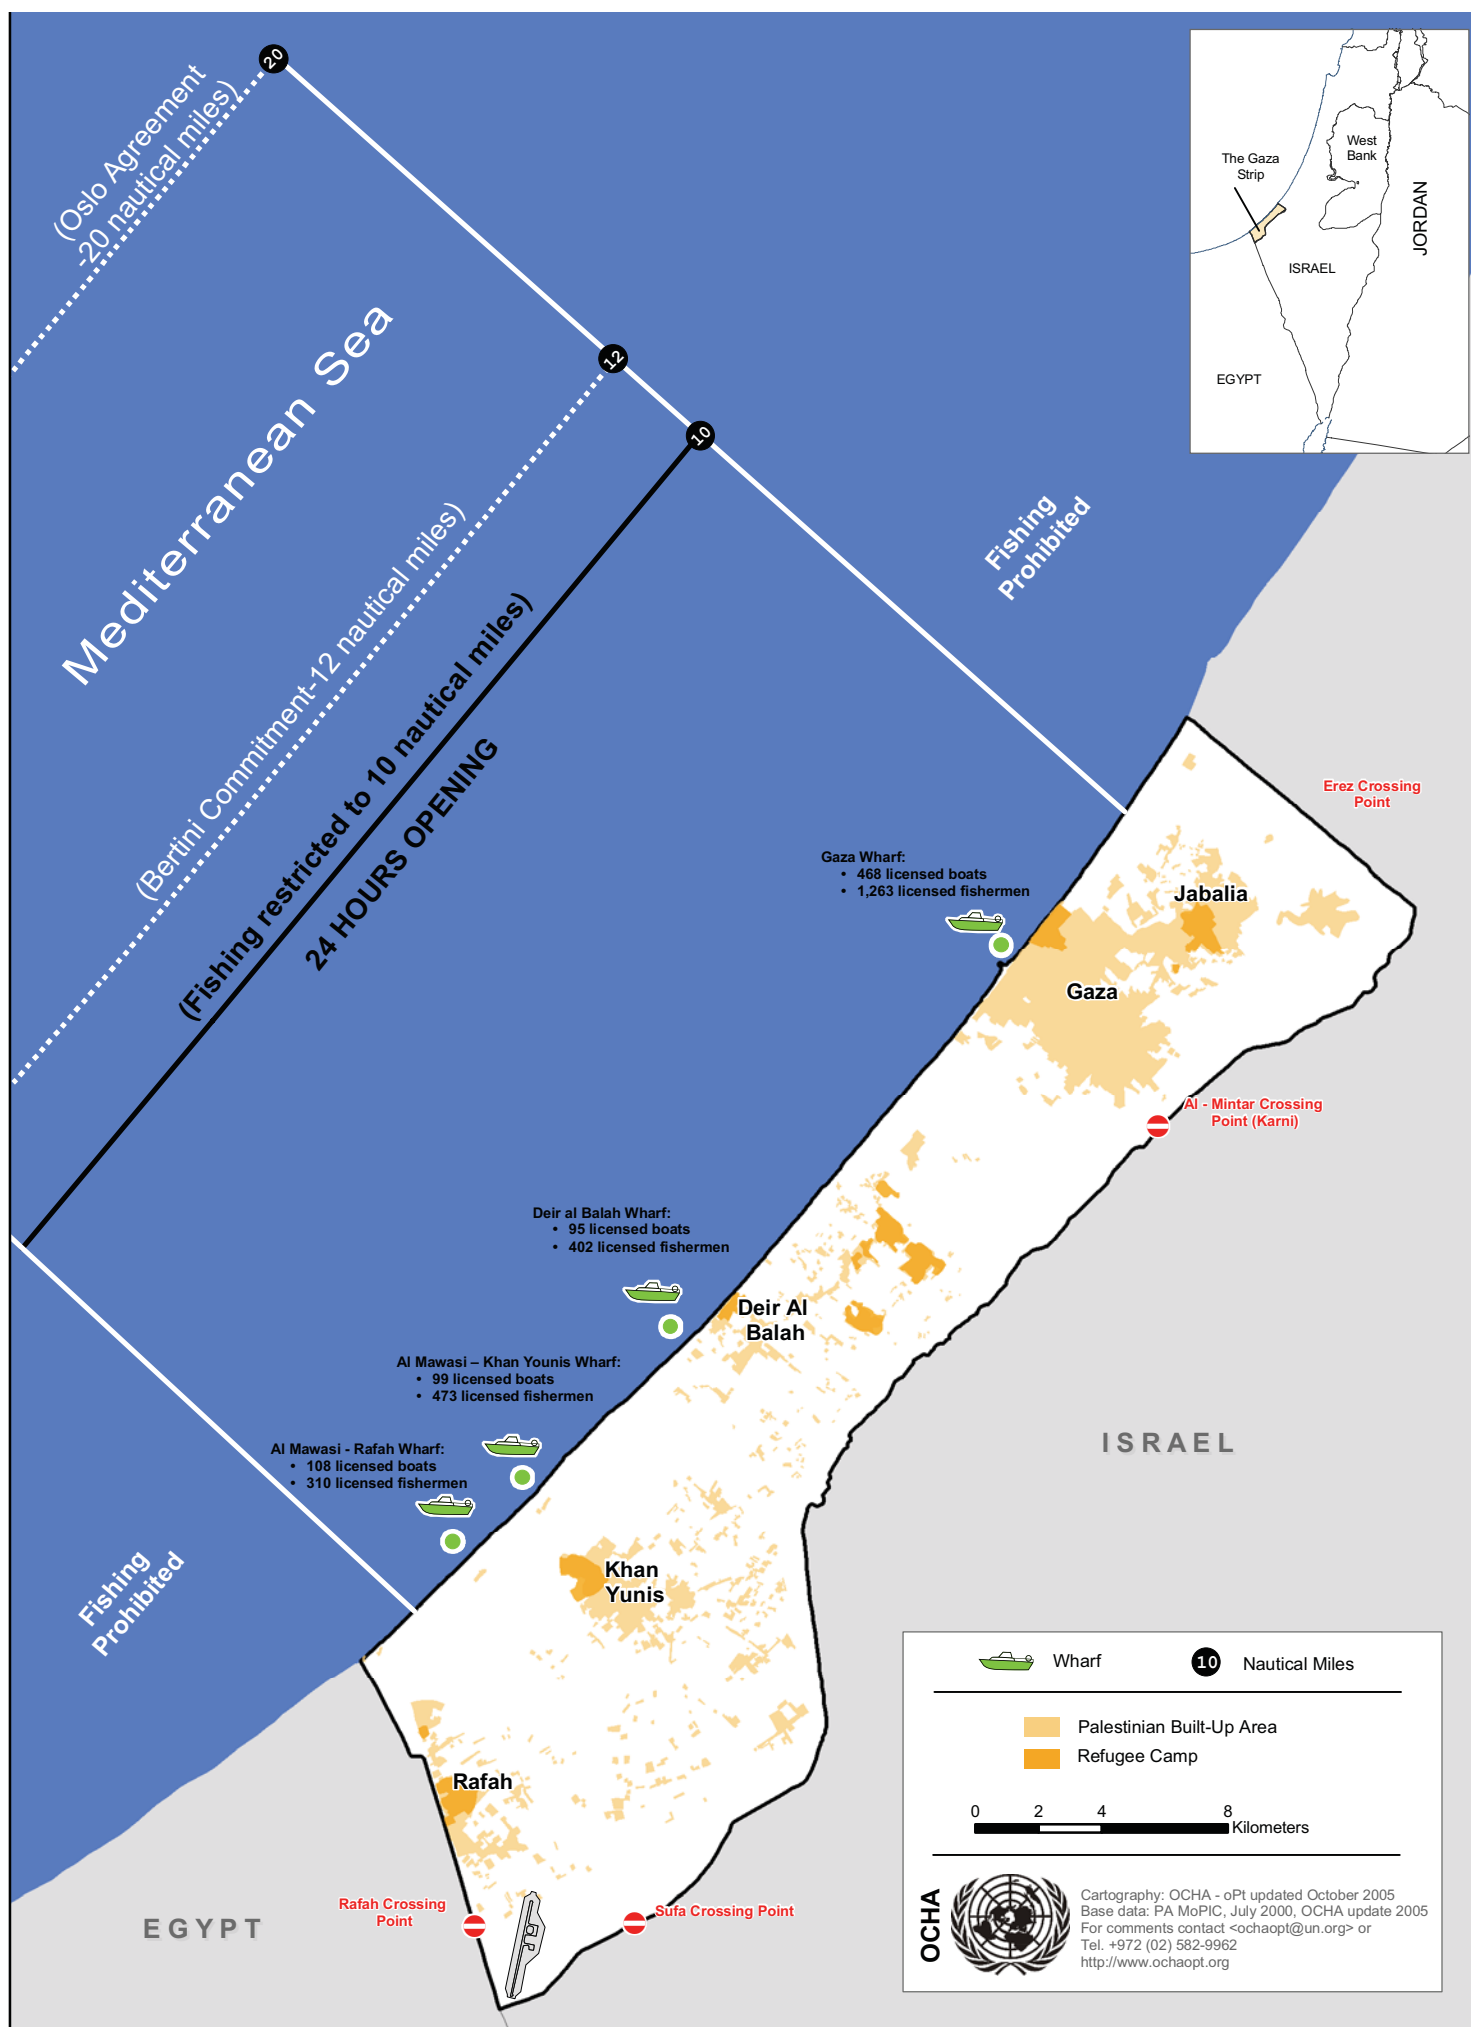 20
(Oslo Agreement
-20 nautical miles)
Mediterranean Sea
12
(Bertini Commitment-12 nautical miles)
10
(Fishing restricted to 10 nautical miles)
24 HOURS OPENING
Fishing
Prohibited
The Gaza
Strip
West
Bank
JORDAN
ISRAEL
EGYPT
Erez Crossing
Point
Gaza Wharf:
• 468 licensed boats
• 1,263 licensed fishermen
Jabalia
Gaza
Al - Mintar Crossing
Point (Karni)
Deir al Balah Wharf:
• 95 licensed boats
• 402 licensed fishermen
Deir Al
Balah
Al Mawasi – Khan Younis Wharf:
• 99 licensed boats
• 473 licensed fishermen
Al Mawasi - Rafah Wharf:
• 108 licensed boats
• 310 licensed fishermen
ISRAEL
Fishing
Prohibited
Khan
Yunis
Rafah
Rafah Crossing
Point
Sufa Crossing Point
EGYPT
Wharf
10 Nautical Miles
Palestinian Built-Up Area
Refugee Camp
0 2 4 8
Kilometers
OCHA
Cartography: OCHA - oPt updated October 2005
Base data: PA MoPIC, July 2000, OCHA update 2005
For comments contact <ochaopt@un.org> or
Tel. +972 (02) 582-9962
http://www.ochaopt.org